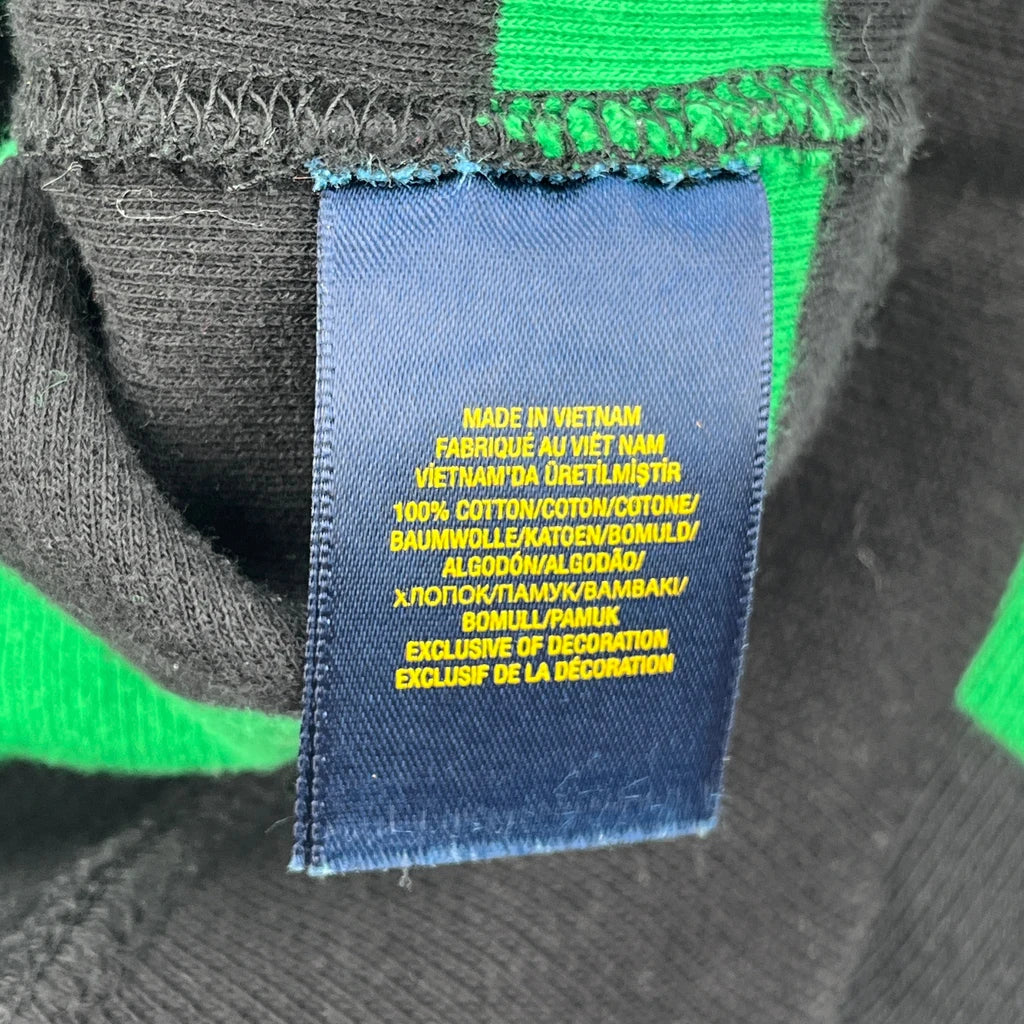 MADE IN VIETNAM
FABRIQUÉ AU VIÊT NAM
VİETNAM'DA ÜRETİLMİŞTİR
100% COTTON/COTON/COTONE/
BAUMWOLLE/KATOEN/BOMULD/
ALGODÓN/ALGODÃO/
ХЛОПОК/ПАМУК/BAMBAKI/
BOMULL/PAMUK
EXCLUSIVE OF DECORATION
EXCLUSIF DE LA DÉCORATION